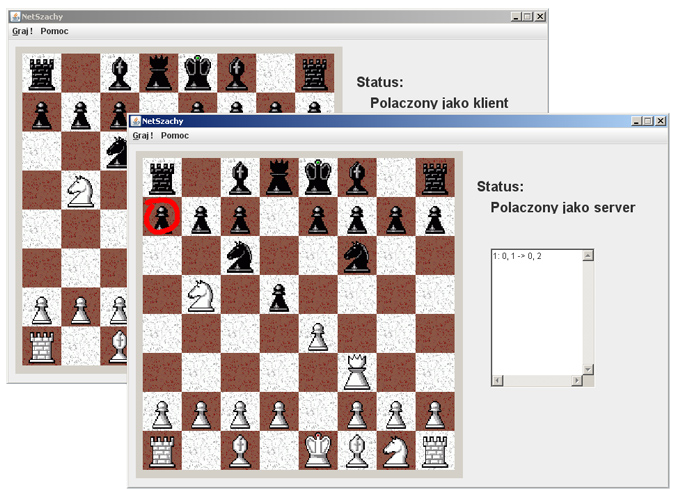 NetSzachy
Graj! Pomoc
Status:
Polaczony jako klient
NetSzachy
Graj! Pomoc
Status:
Polaczony jako server
1: 0, 1 -> 0, 2